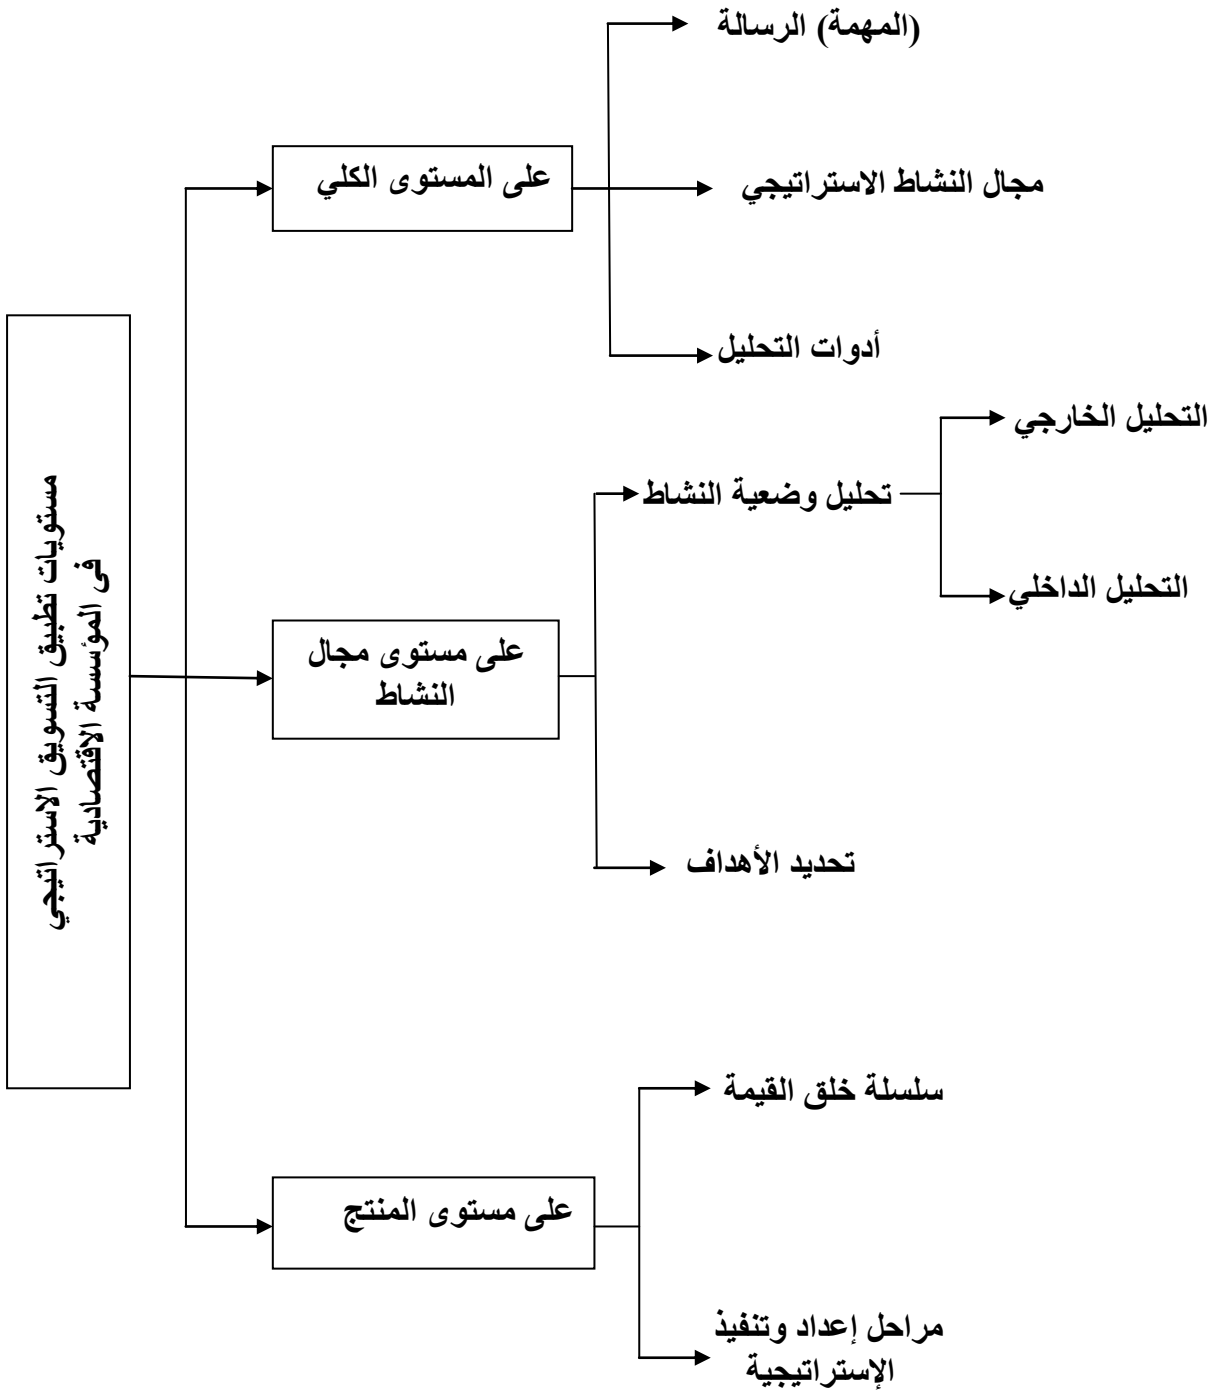 (المهمة) الرسالة
على المستوى الكلي
مجال النشاط الاستراتيجي
أدوات التحليل
مستويات تطبيق التسويق الاستراتيجي
فى المؤسسة الاقتصادية
التحليل الخارجي
تحليل وضعية النشاط
التحليل الداخلي
على مستوى مجال
النشاط
تحديد الأهداف
سلسلة خلق القيمة
على مستوى المنتج
مراحل إعداد وتنفيذ
الإستراتيجية